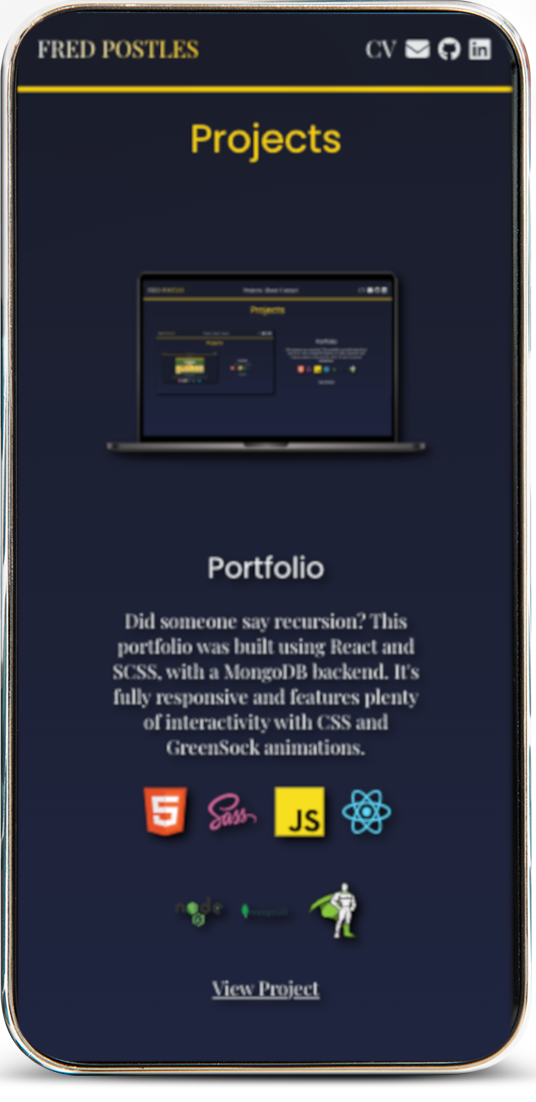 FRED POSTLES
CV
Projects
Projects
Portfolio
Portfolio
Did someone say recursion? This
portfolio was built using React and
SCSS, with a MongoDB backend. It's
fully responsive and features plenty
of interactivity with CSS and
GreenSock animations.
Sass
JS
node
View Project